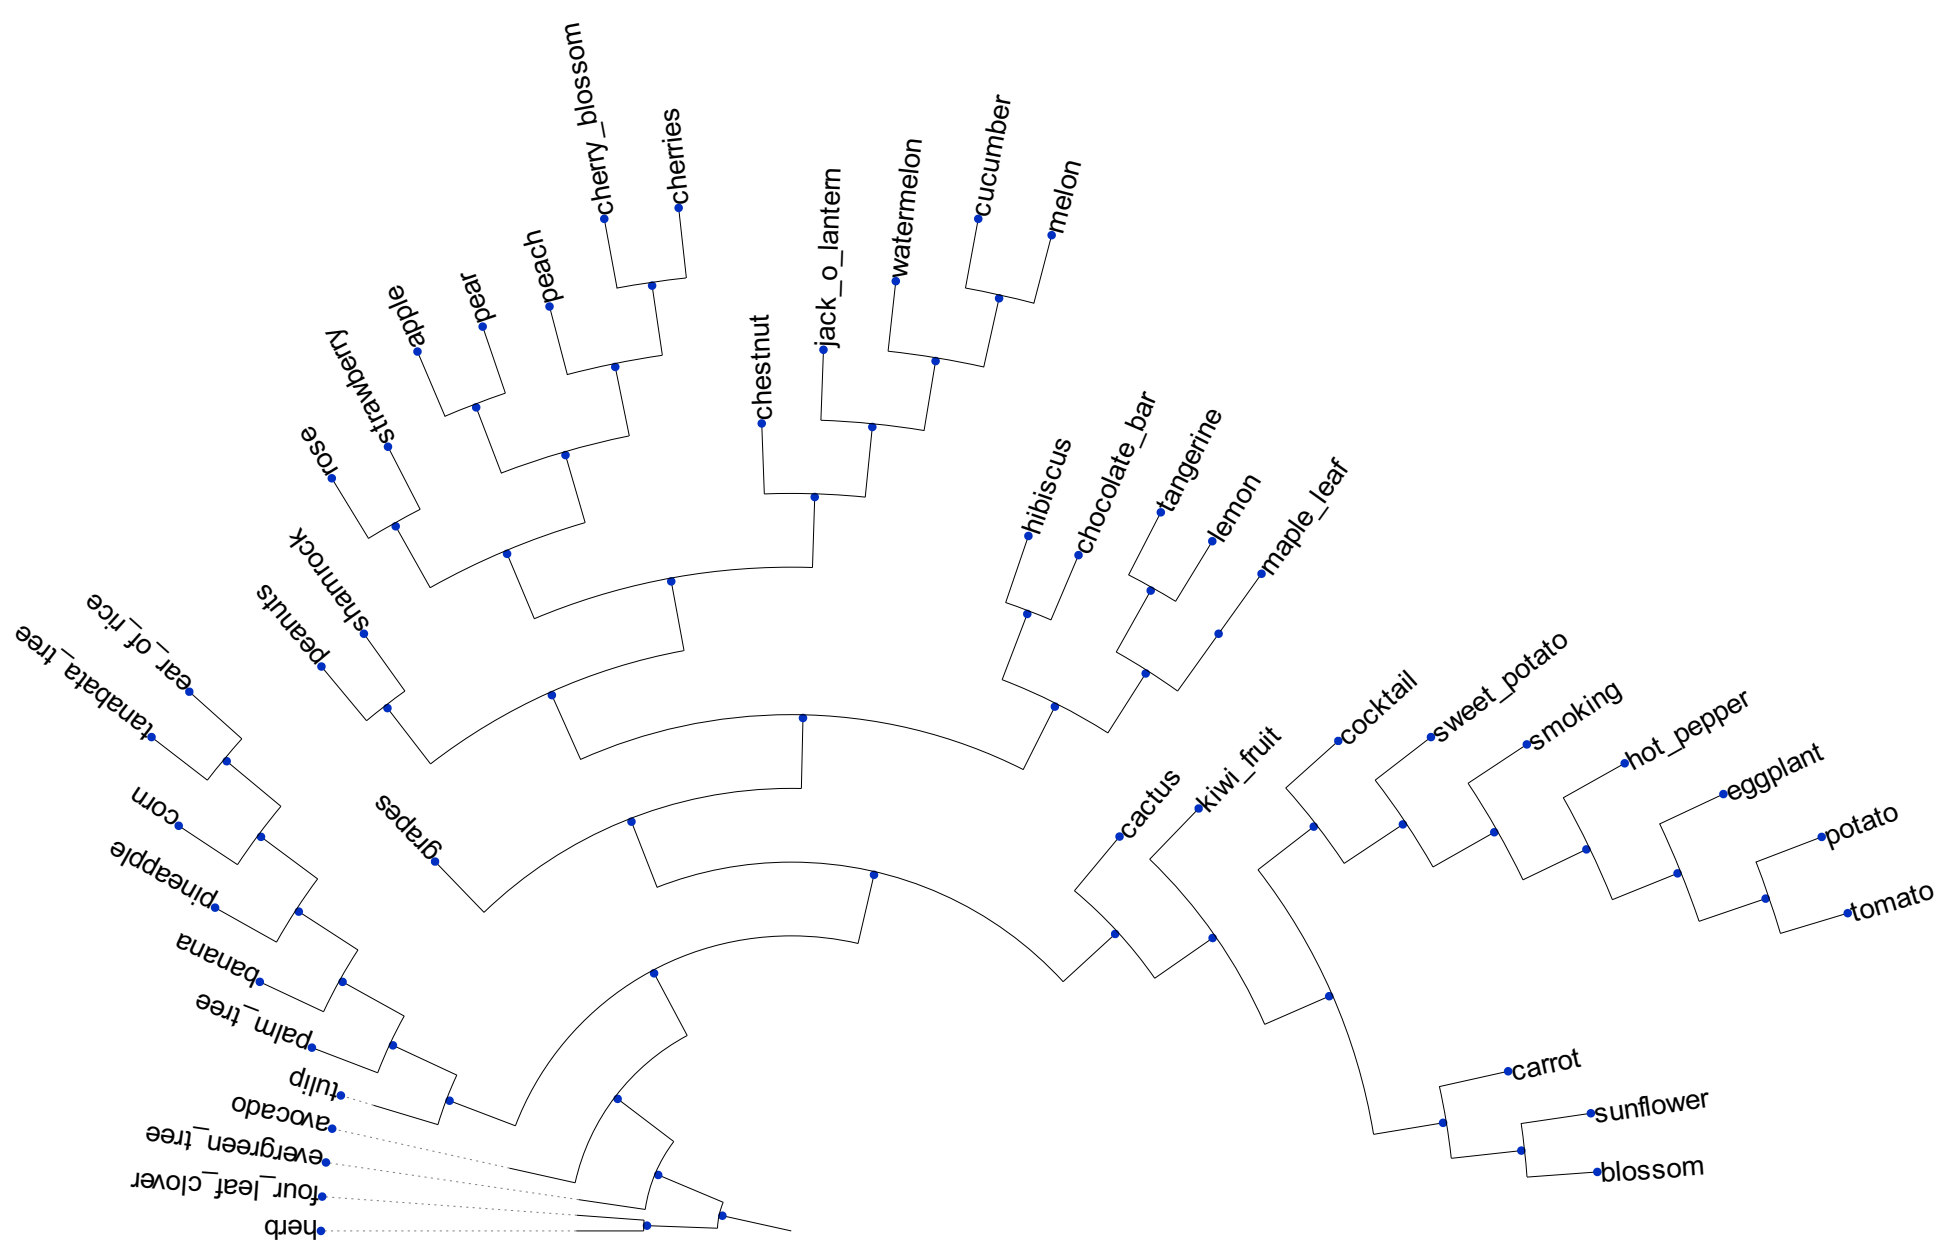 cherry_blossom
cherries
cucumber
melon
watermelon
jack_o_lantern
peach
pear
apple
strawberry
chestnut
rose
hibiscus
chocolate_bar
tangerine
lemon
maple_leaf
shamrock
peanuts
ear_of_rice
tanabata_tree
cocktail
sweet_potato
smoking
hot_pepper
eggplant
potato
tomato
kiwi_fruit
cactus
grapes
corn
pineapple
banana
palm_tree
tulip
avocado
evergreen_tree
four_leaf_clover
herb
carrot
sunflower
blossom